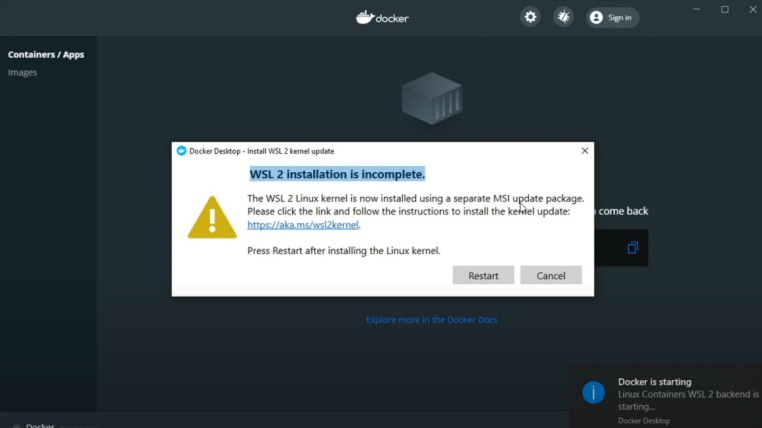 docker
Sign in
Containers / Apps
Images
Docker Desktop - Install WSL 2 kernel update
WSL 2 installation is incomplete.
The WSL 2 Linux kernel is now installed using a separate MSI update package.
Please click the link and follow the instructions to install the kernel update:
https://aka.ms/wsl2kernel.
Press Restart after installing the Linux kernel.
Restart
Cancel
come back
Explore more in the Docker Docs
Docker is starting
Linux Containers WSL 2 backend is
starting...
Docker Desktop
Docker